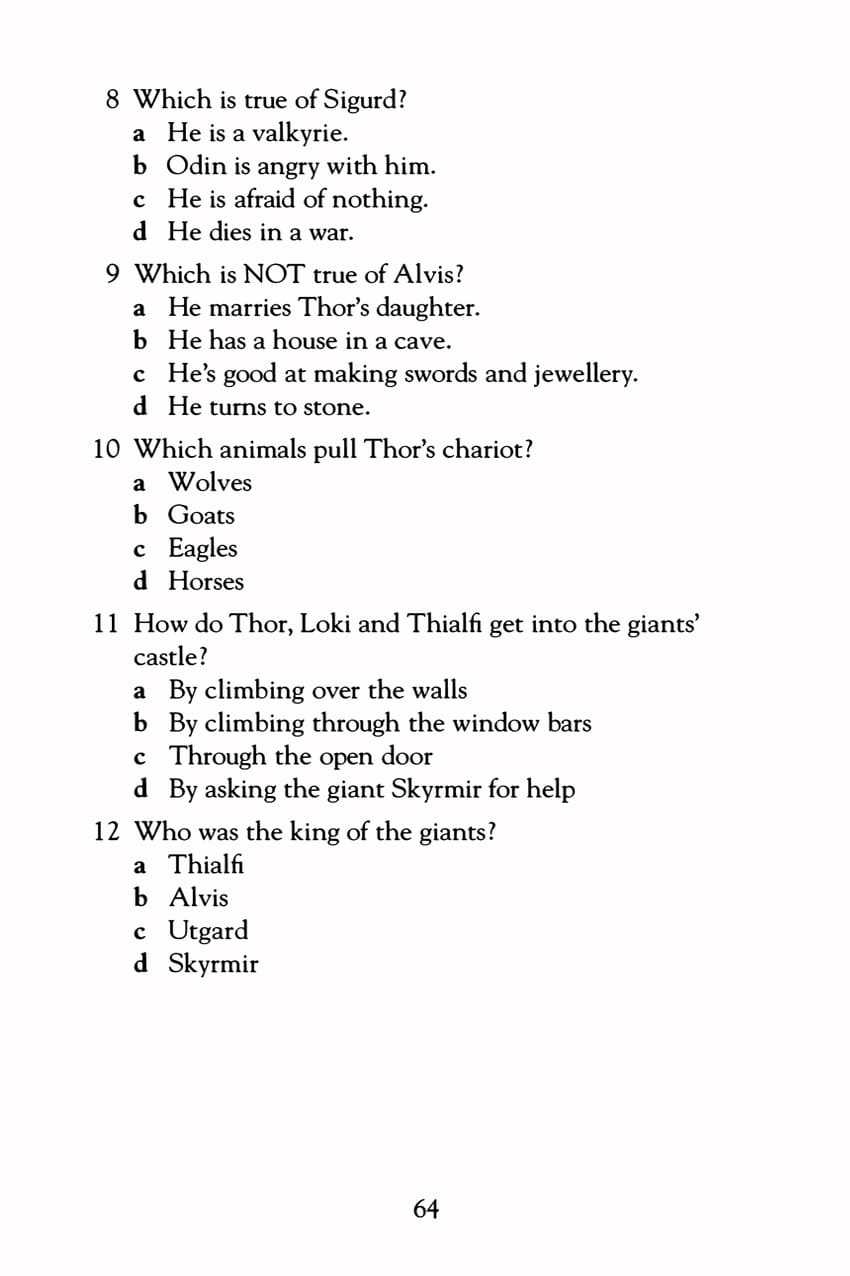 8 Which is true of Sigurd?
a He is a valkyrie.
b Odin is angry with him.
c He is afraid of nothing.
d He dies in a war.
9 Which is NOT true of Alvis?
a He marries Thor’s daughter.
b He has a house in a cave.
c He’s good at making swords and jewellery.
d He turns to stone.
10 Which animals pull Thor’s chariot?
a Wolves
b Goats
c Eagles
d Horses
11 How do Thor, Loki and Thialfi get into the giants’
castle?
a By climbing over the walls
b By climbing through the window bars
c Through the open door
d By asking the giant Skyrmir for help
12 Who was the king of the giants?
a Thialfi
b Alvis
c Utgard
d Skyrmir
64